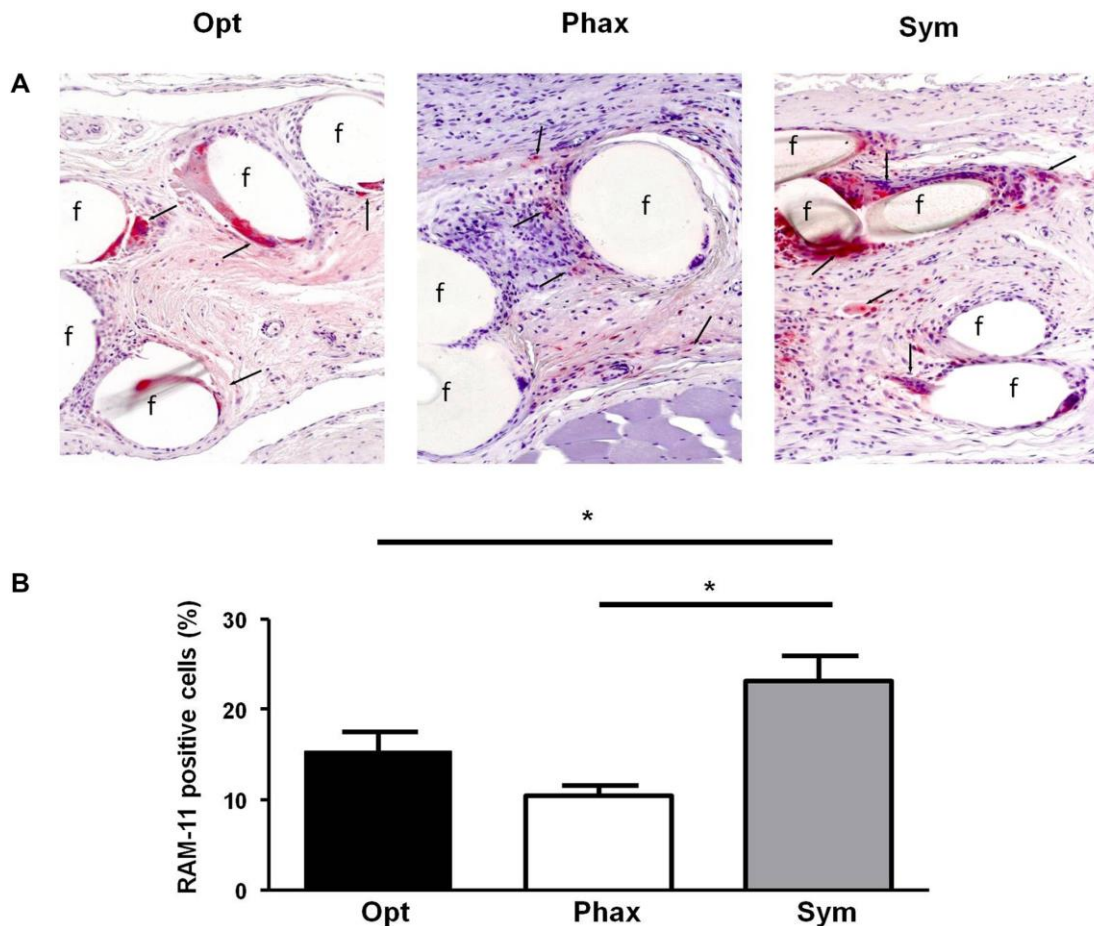 Opt Phax Sym
A
f f f f f
f f f
f f f f f
*
B
*
RAM-11 positive cells (%)
30
20
10
0
Opt Phax Sym